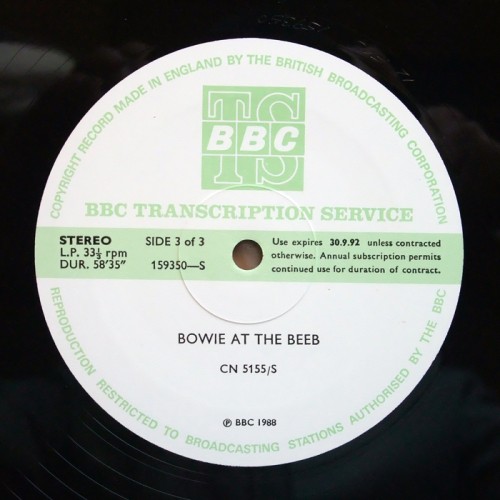 COPYRIGHT RECORD MADE IN ENGLAND BY THE BRITISH BROADCASTING CORPORATION
TS
BBC
BBC TRANSCRIPTION SERVICE
STEREO
L.P. 33⅓ rpm
DUR. 58'35"
SIDE 3 of 3
159350—S
Use expires 30.9.92 unless contracted
otherwise. Annual subscription permits
continued use for duration of contract.
BOWIE AT THE BEEB
CN 5155/S
℗ BBC 1988
REPRODUCTION RESTRICTED TO BROADCASTING STATIONS AUTHORISED BY THE BBC